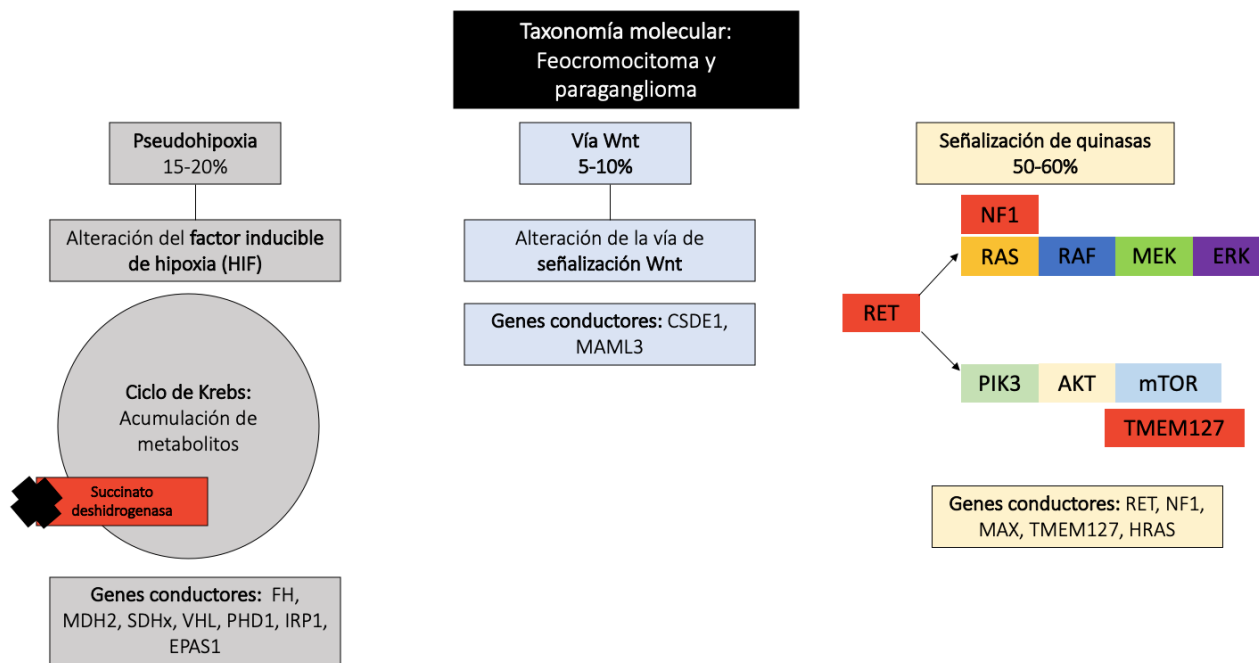 Taxonomía molecular:
Feocromocitoma y
paraganglioma
Pseudohipoxia
15-20%
Alteración del factor inducible
de hipoxia (HIF)
Ciclo de Krebs:
Acumulación de
metabolitos
Succinato
deshidrogenasa
Genes conductores: FH,
MDH2, SDHx, VHL, PHD1, IRP1,
EPAS1
Vía Wnt
5-10%
Alteración de la vía de
señalización Wnt
Genes conductores: CSDE1,
MAML3
Señalización de quinasas
50-60%
NF1
RAS RAF MEK ERK
RET
PIK3 AKT mTOR
TMEM127
Genes conductores: RET, NF1,
MAX, TMEM127, HRAS